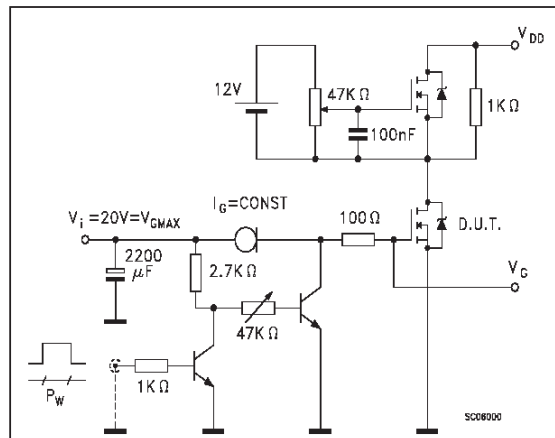 V_DD
12V
47KΩ
1KΩ
100nF
I_G=CONST
V_i =20V=V_GMAX
100Ω
D.U.T.
2200
μF
2.7KΩ
V_G
47KΩ
1KΩ
P_W
SC06000